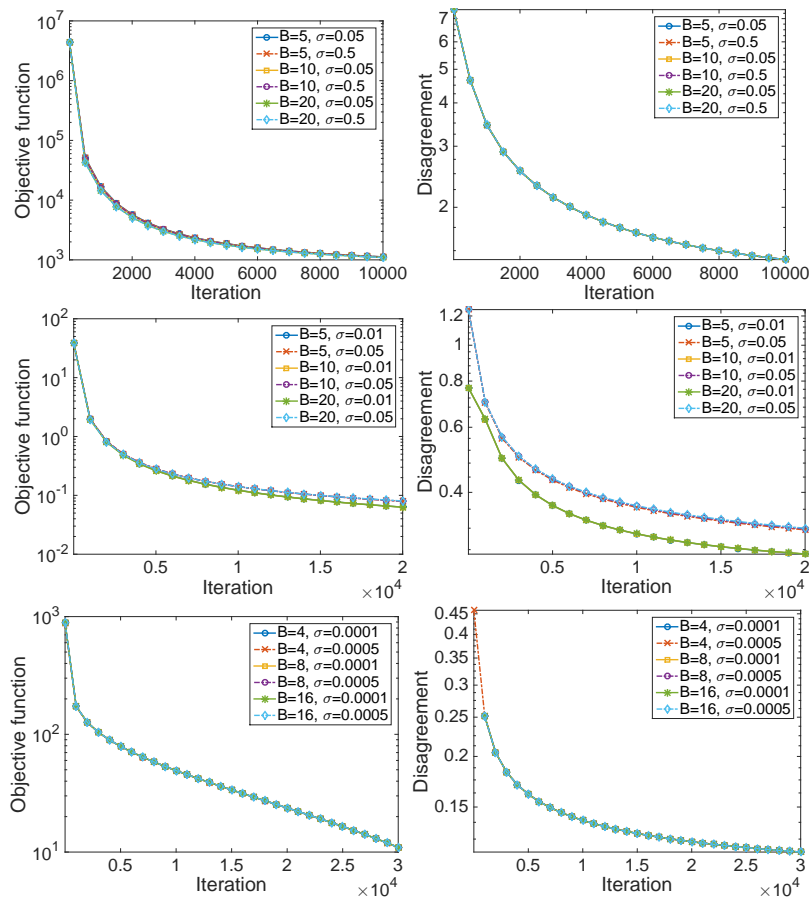 10^7
10^6
10^5
10^4
10^3
Objective function
B=5, σ=0.05
B=5, σ=0.5
B=10, σ=0.05
B=10, σ=0.5
B=20, σ=0.05
B=20, σ=0.5
2000 4000 6000 8000 10000
Iteration
7
5
4
3
2
Disagreement
B=5, σ=0.05
B=5, σ=0.5
B=10, σ=0.05
B=10, σ=0.5
B=20, σ=0.05
B=20, σ=0.5
2000 4000 6000 8000 10000
Iteration
10^2
10^1
10^0
10^-1
10^-2
Objective function
B=5, σ=0.01
B=5, σ=0.05
B=10, σ=0.01
B=10, σ=0.05
B=20, σ=0.01
B=20, σ=0.05
0.5 1 1.5 2
Iteration
×10^4
1.2
1
0.8
0.6
0.4
Disagreement
B=5, σ=0.01
B=5, σ=0.05
B=10, σ=0.01
B=10, σ=0.05
B=20, σ=0.01
B=20, σ=0.05
0.5 1 1.5 2
Iteration
×10^4
10^3
10^2
10^1
Objective function
B=4, σ=0.0001
B=4, σ=0.0005
B=8, σ=0.0001
B=8, σ=0.0005
B=16, σ=0.0001
B=16, σ=0.0005
0.5 1 1.5 2 2.5 3
Iteration
×10^4
0.45
0.4
0.35
0.3
0.25
0.2
0.15
Disagreement
B=4, σ=0.0001
B=4, σ=0.0005
B=8, σ=0.0001
B=8, σ=0.0005
B=16, σ=0.0001
B=16, σ=0.0005
0.5 1 1.5 2 2.5 3
Iteration
×10^4